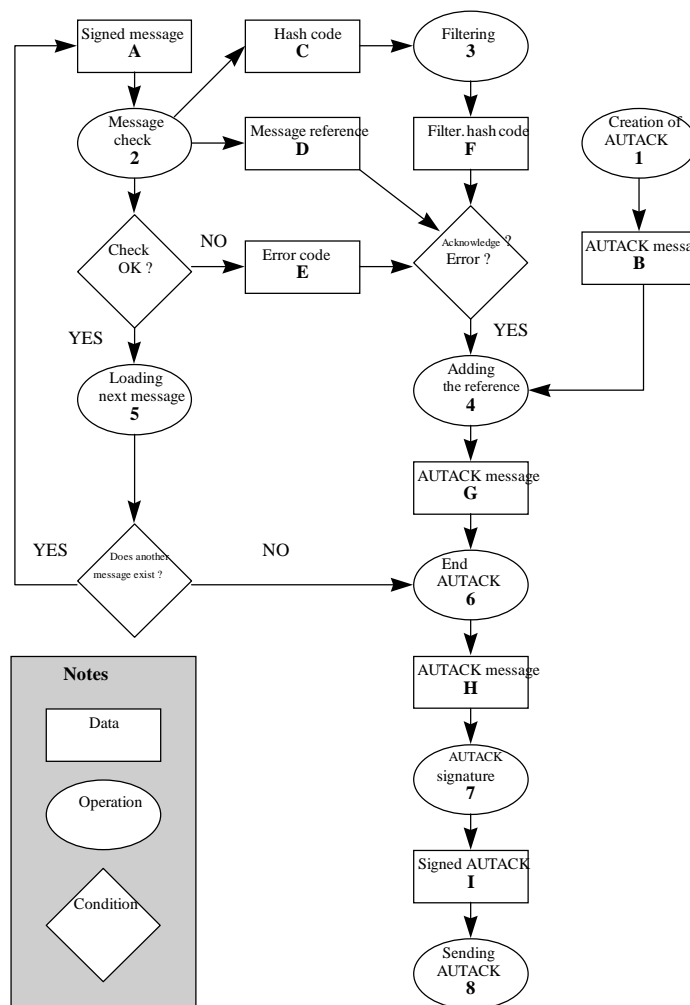 Signed message
A
Hash code
C
Filtering
3
Message
check
2
Message reference
D
Filter. hash code
F
Creation of
AUTACK
1
Check
OK ?
NO
Error code
E
Acknowledge ?
Error ?
AUTACK messa
B
YES
YES
Loading
next message
5
Adding
the reference
4
AUTACK message
G
YES
Does another
message exist ?
NO
End
AUTACK
6
Notes
AUTACK message
H
Data
AUTACK
signature
7
Operation
Signed AUTACK
I
Condition
Sending
AUTACK
8